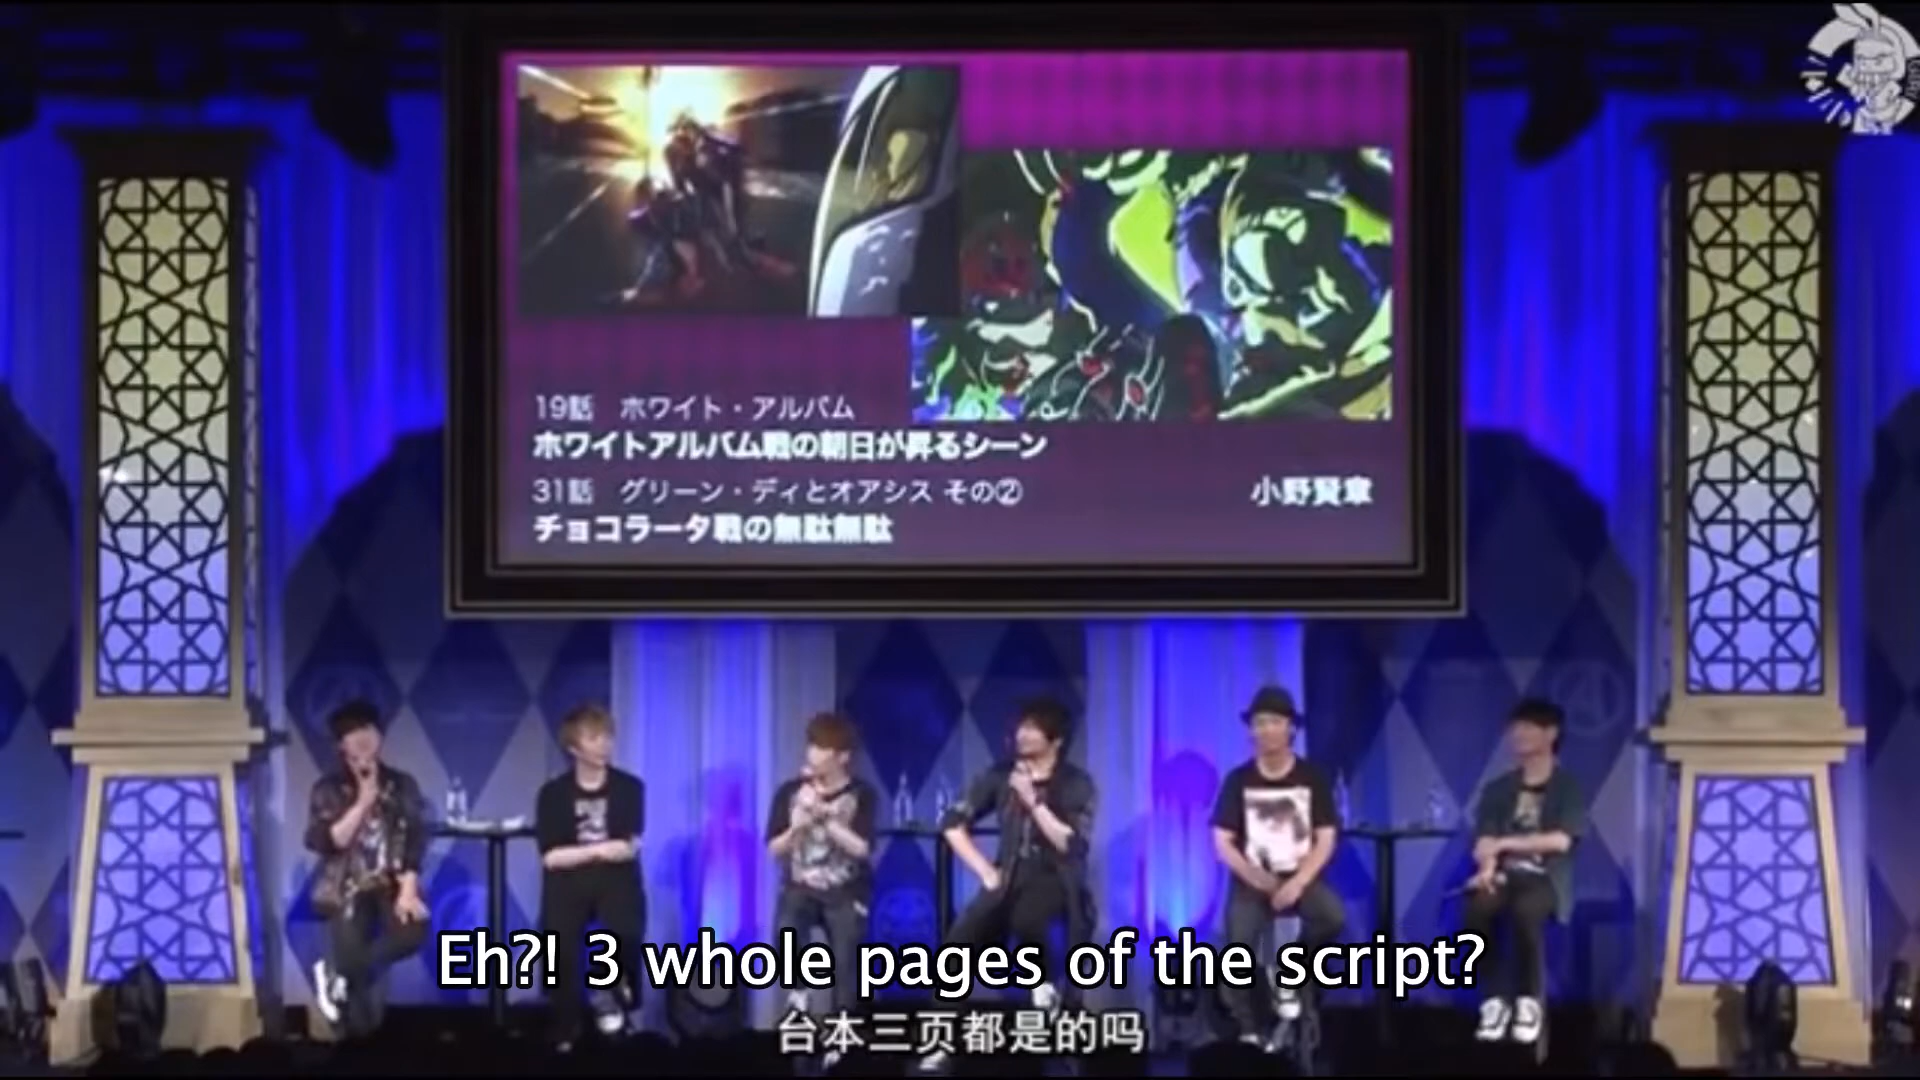 19話 ホワイト・アルバム
ホワイトアルバム戦の朝日が昇るシーン
31話 グリーン・デイとオアシス その②
小野賢章
チョコラータ戦の無駄無駄
Eh?! 3 whole pages of the script?
台本三页都是的吗